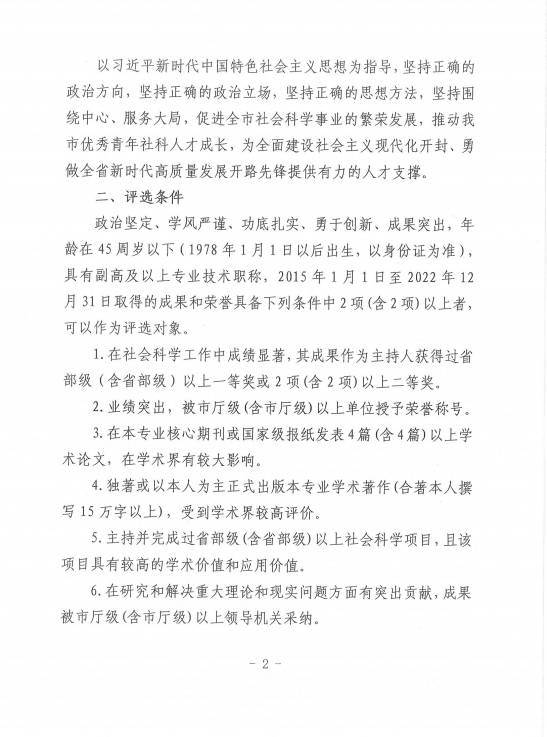 以习近平新时代中国特色社会主义思想为指导,坚持正确的
政治方向，坚持正确的政治立场，坚持正确的思想方法，坚持围
绕中心、服务大局，促进全市社会科学事业的繁荣发展，推动我
市优秀青年社科人才成长，为全面建设社会主义现代化开封、勇
做全省新时代高质量发展开路先锋提供有力的人才支撑。
二、评选条件
政治坚定、学风严谨、功底扎实、勇于创新、成果突出，年
龄在45周岁以下(1978年1月1日以后出生，以身份证为准)，
具有副高及以上专业技术职称，2015年1月1日至2022年12
月31日取得的成果和荣誉具备下列条件中2项(含2项)以上者，
可以作为评选对象。
1.在社会科学工作中成绩显著,其成果作为主持人获得过省
部级（含省部级）以上一等奖或2项(含2项)以上二等奖。
2.业绩突出，被市厅级(含市厅级)以上单位授予荣誉称号。
3.在本专业核心期刊或国家级报纸发表4篇(含4篇)以上学
术论文，在学术界有较大影响。
4.独著或以本人为主正式出版本专业学术著作(合著本人撰
写15万字以上)，受到学术界较高评价。
5.主持并完成过省部级(含省部级)以上社会科学项目，且该
项目具有较高的学术价值和应用价值。
6.在研究和解决重大理论和现实问题方面有突出贡献,成果
被市厅级(含市厅级)以上领导机关采纳。
- 2 -